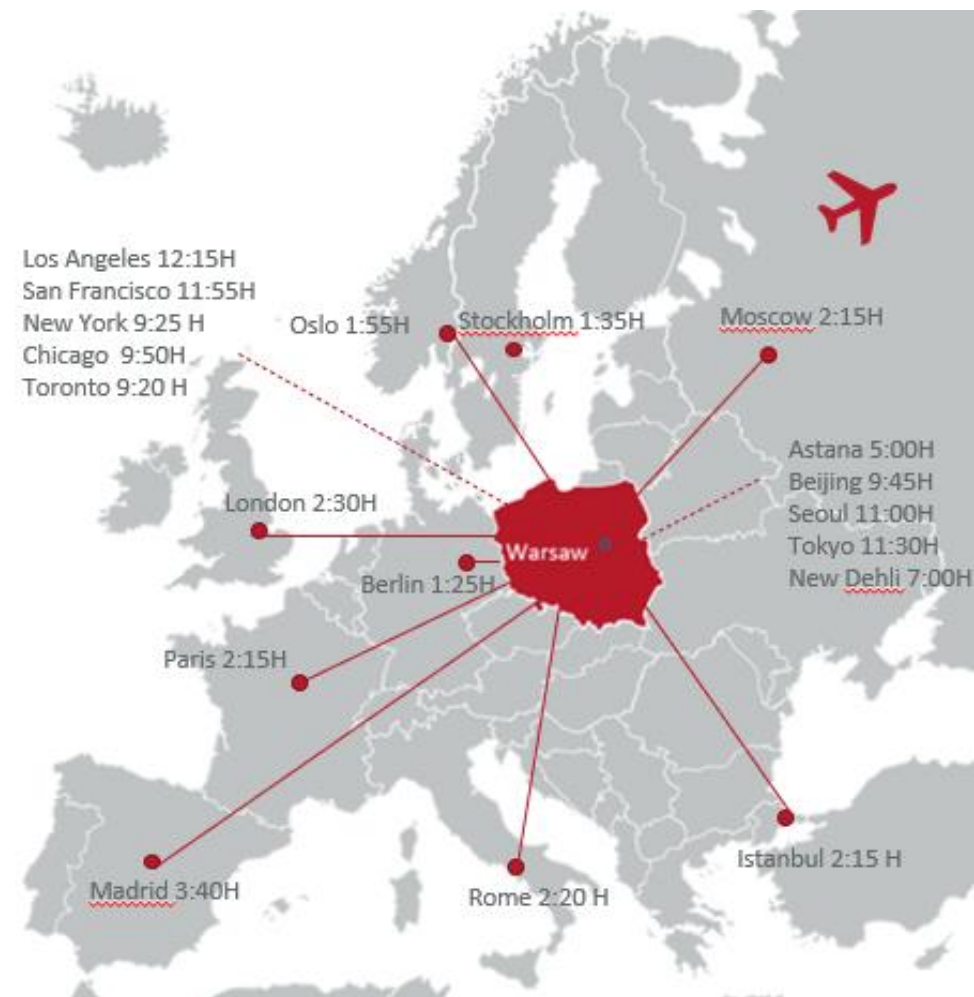 Los Angeles 12:15H
San Francisco 11:55H
New York 9:25 H
Chicago  9:50H
Toronto 9:20 H
Oslo 1:55H
Stockholm 1:35H
Moscow 2:15H
Astana 5:00H
Beijing 9:45H
Seoul 11:00H
Tokyo 11:30H
New Dehli 7:00H
London 2:30H
Warsaw
Berlin 1:25H
Paris 2:15H
Madrid 3:40H
Rome 2:20 H
Istanbul 2:15 H